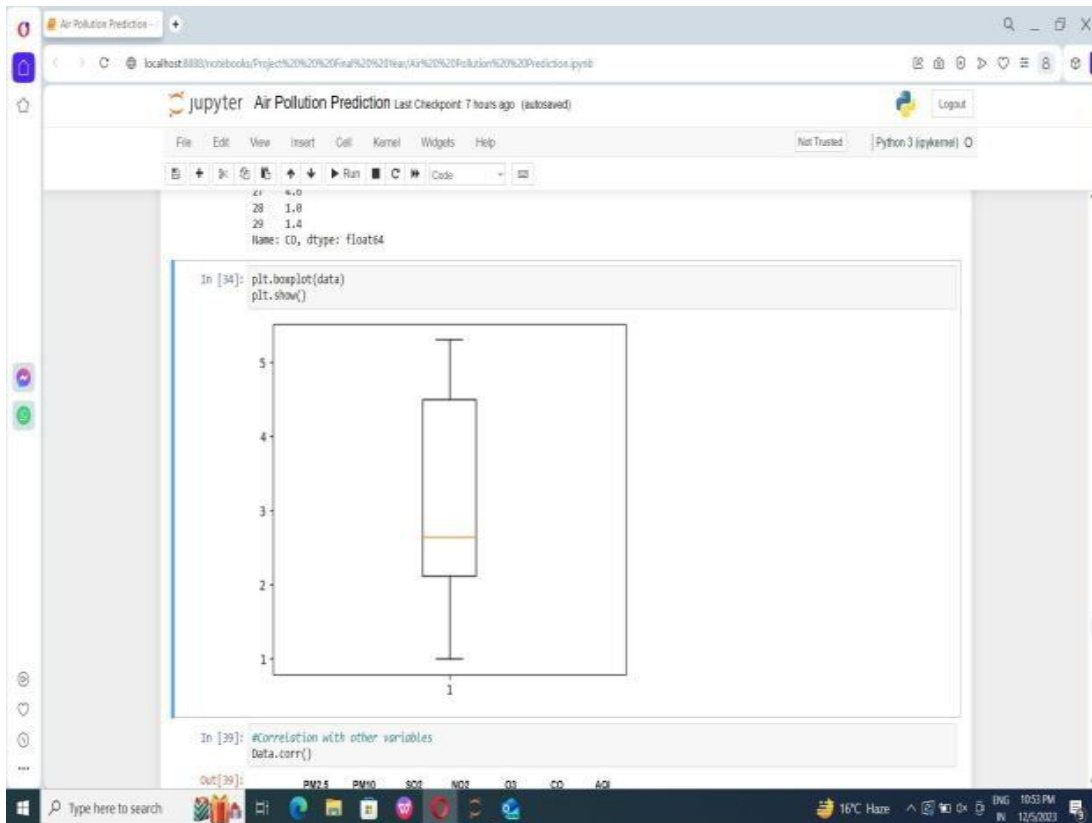 Air Pollution Prediction -
localhost:8888/notebooks/Project%20%20%20Final%20%20Year/Air%20%20Pollution%20%20Prediction.ipynb
jupyter Air Pollution Prediction Last Checkpoint: 7 hours ago (autosaved)
Logout
File Edit View Insert Cell Kernel Widgets Help
Not Trusted
Python 3 (ipykernel)
Run
Code
28 1.0
29 1.4
Name: CO, dtype: float64
In [34]: plt.boxplot(data)
plt.show()
5
4
3
2
1
1
In [39]: #Correlation with other variables
Data.corr()
Out[39]:
PM2.5 PM10 SO2 NO2 O3 CO AQI
Type here to search
16°C Haze
ENG 10:53 PM
IN 12/5/2023